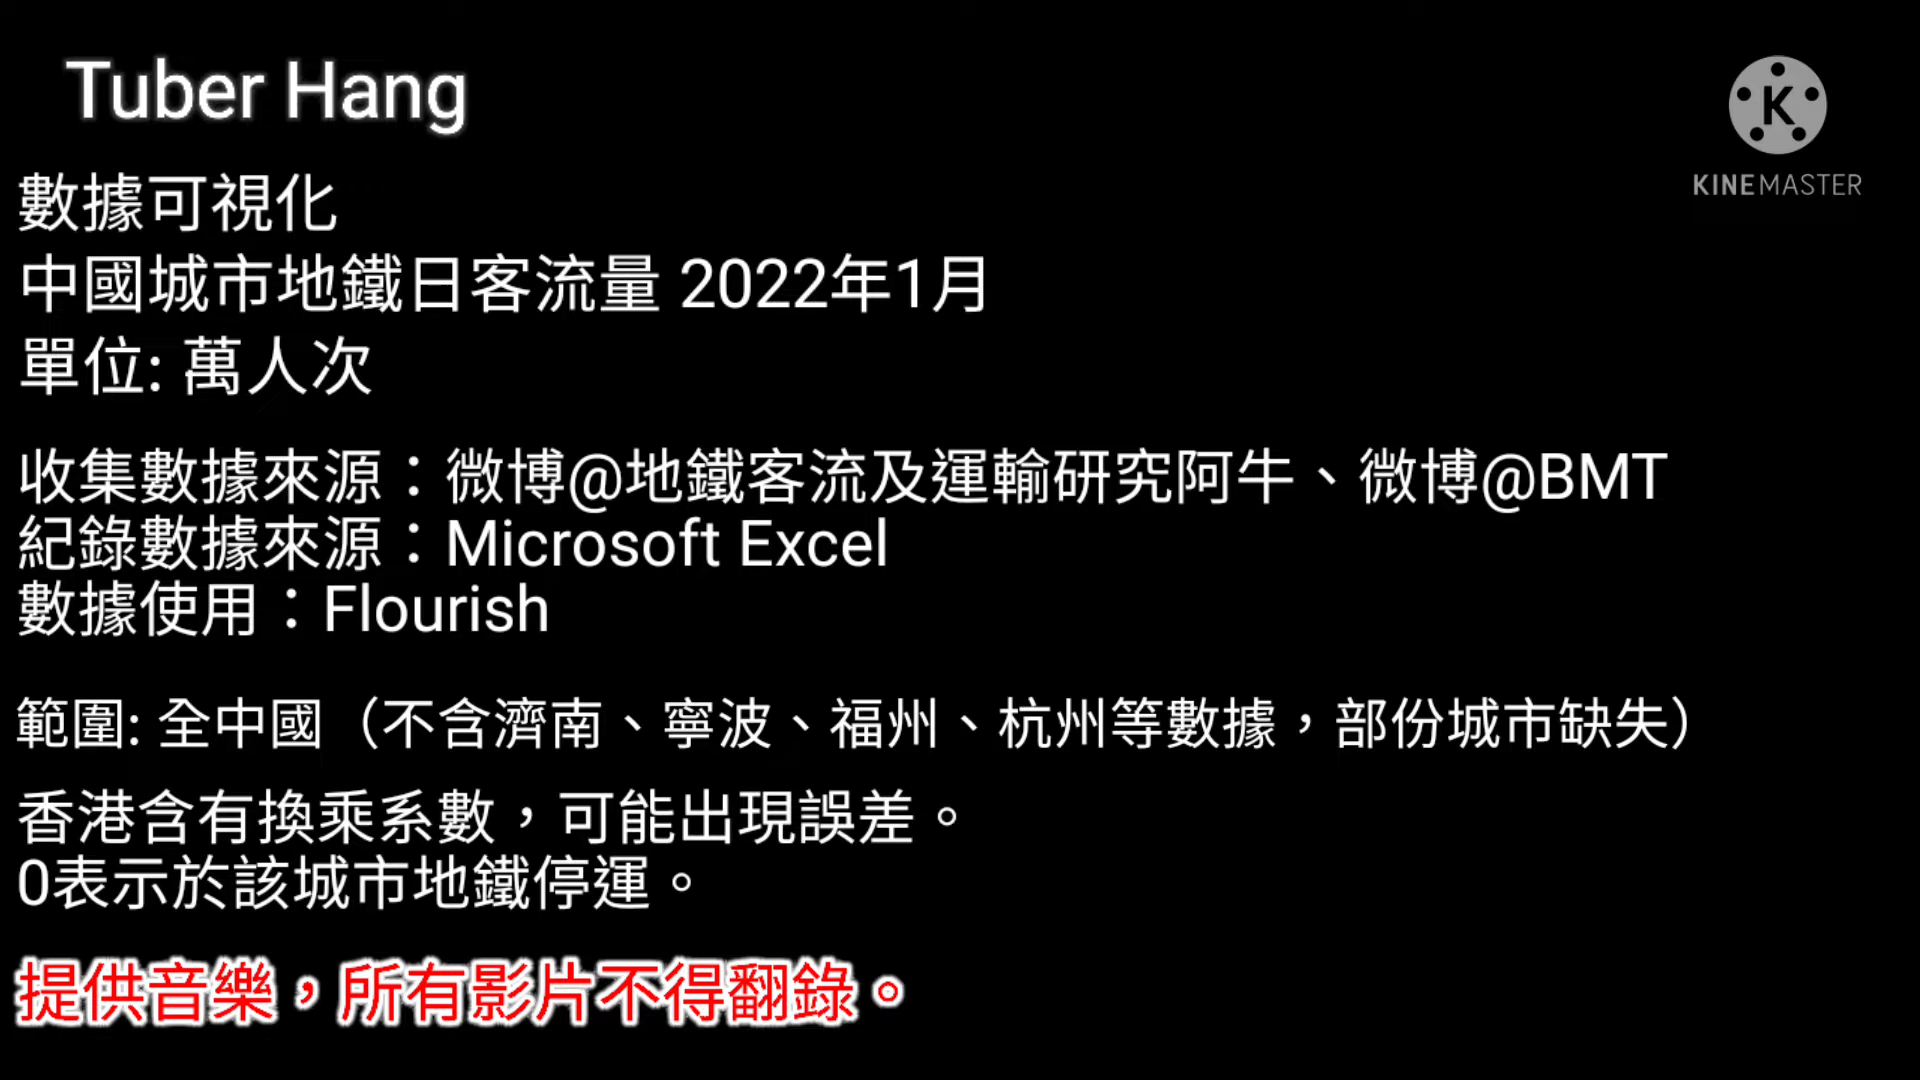 Tuber Hang
K
KINEMASTER
數據可視化
中國城市地鐵日客流量 2022年1月
單位: 萬人次
收集數據來源：微博@地鐵客流及運輸研究阿牛、微博@BMT
紀錄數據來源：Microsoft Excel
數據使用：Flourish
範圍: 全中國（不含濟南、寧波、福州、杭州等數據，部份城市缺失）
香港含有換乘系數，可能出現誤差。
0表示於該城市地鐵停運。
提供音樂，所有影片不得翻錄。